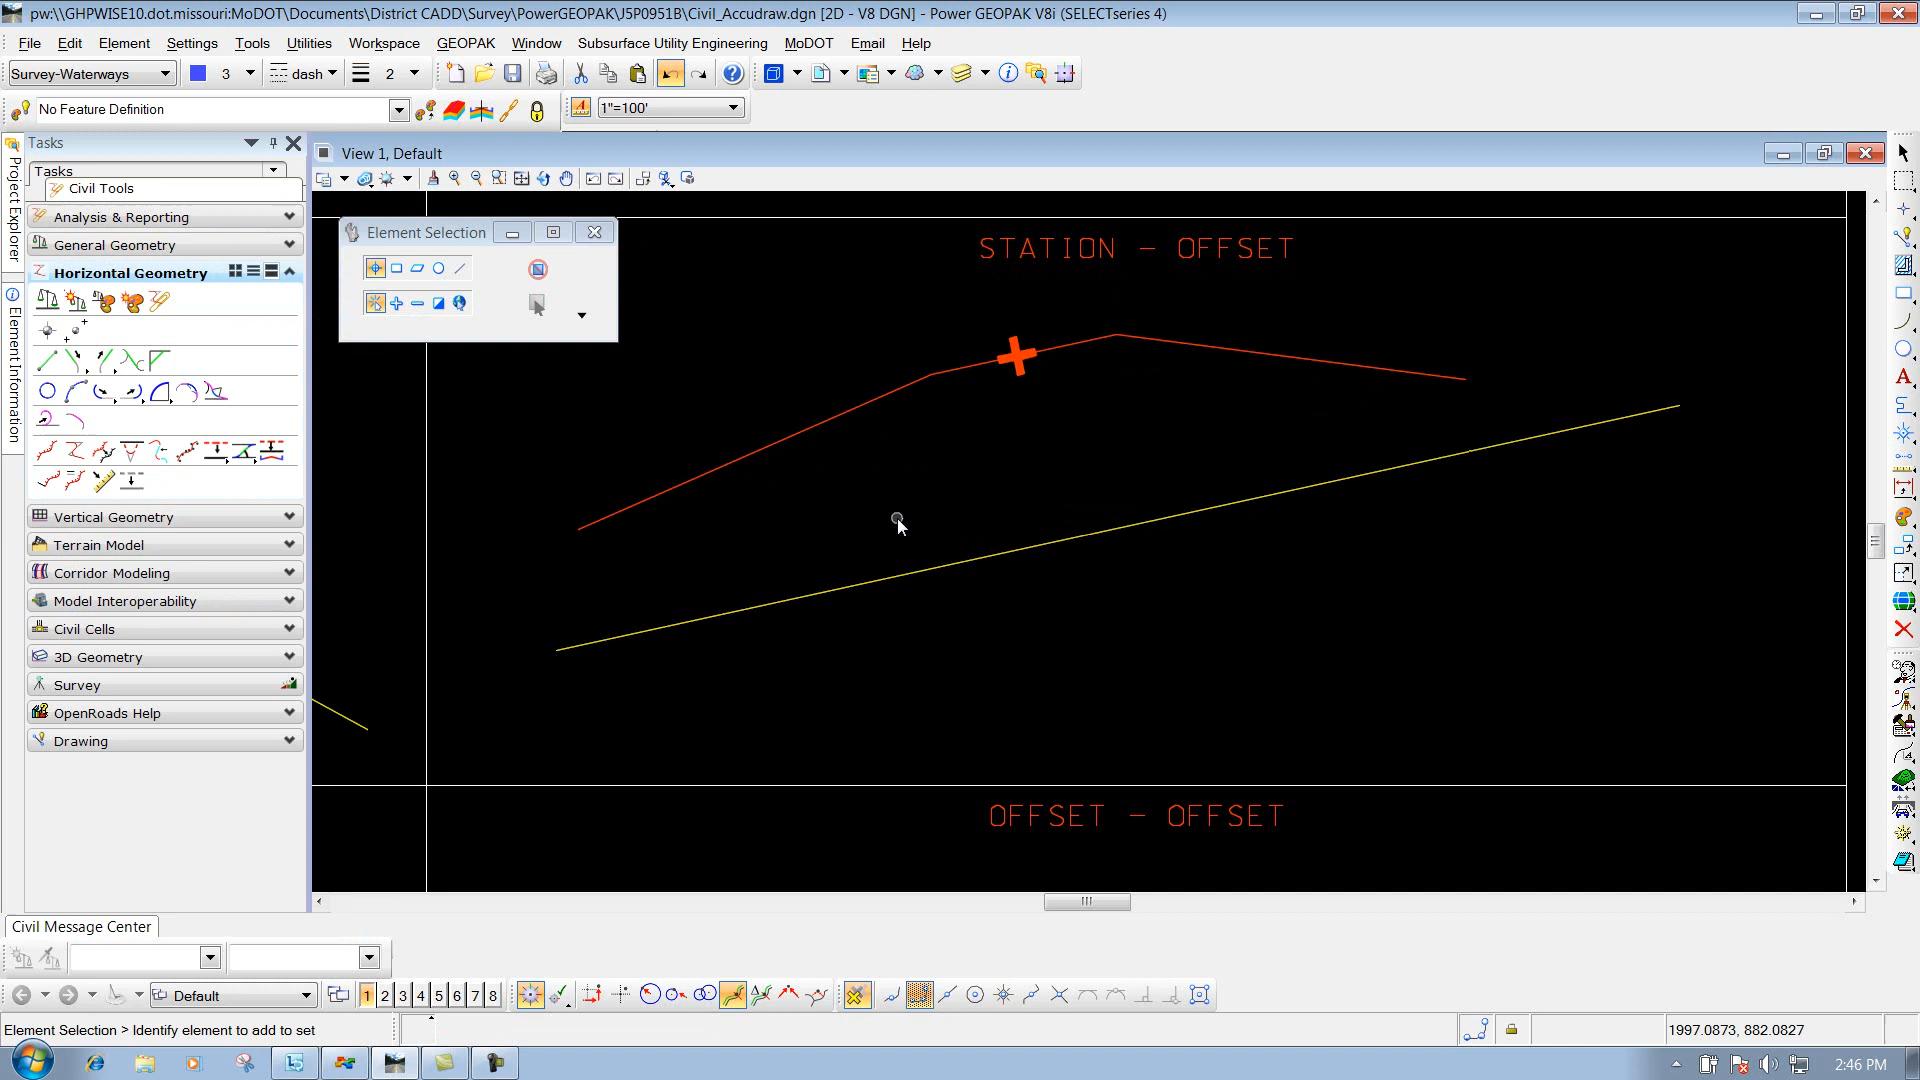 pw:\\GHPWISE10.dot.missouri:MoDOT\Documents\District CADD\Survey\PowerGEOPAK\J5P0951B\Civil_Accudraw.dgn [2D - V8 DGN] - Power GEOPAK V8i (SELECTseries 4)
File Edit Element Settings Tools Utilities Workspace GEOPAK Window Subsurface Utility Engineering MoDOT Email Help
Survey-Waterways 3 dash 2
No Feature Definition 1"=100'
Tasks
Tasks
Civil Tools
Analysis & Reporting
General Geometry
Horizontal Geometry
Vertical Geometry
Terrain Model
Corridor Modeling
Model Interoperability
Civil Cells
3D Geometry
Survey
OpenRoads Help
Drawing
Project Explorer
Element Information
View 1, Default
Element Selection
STATION - OFFSET
OFFSET - OFFSET
Civil Message Center
Default 1 2 3 4 5 6 7 8
Element Selection > Identify element to add to set
1997.0873, 882.0827
2:46 PM